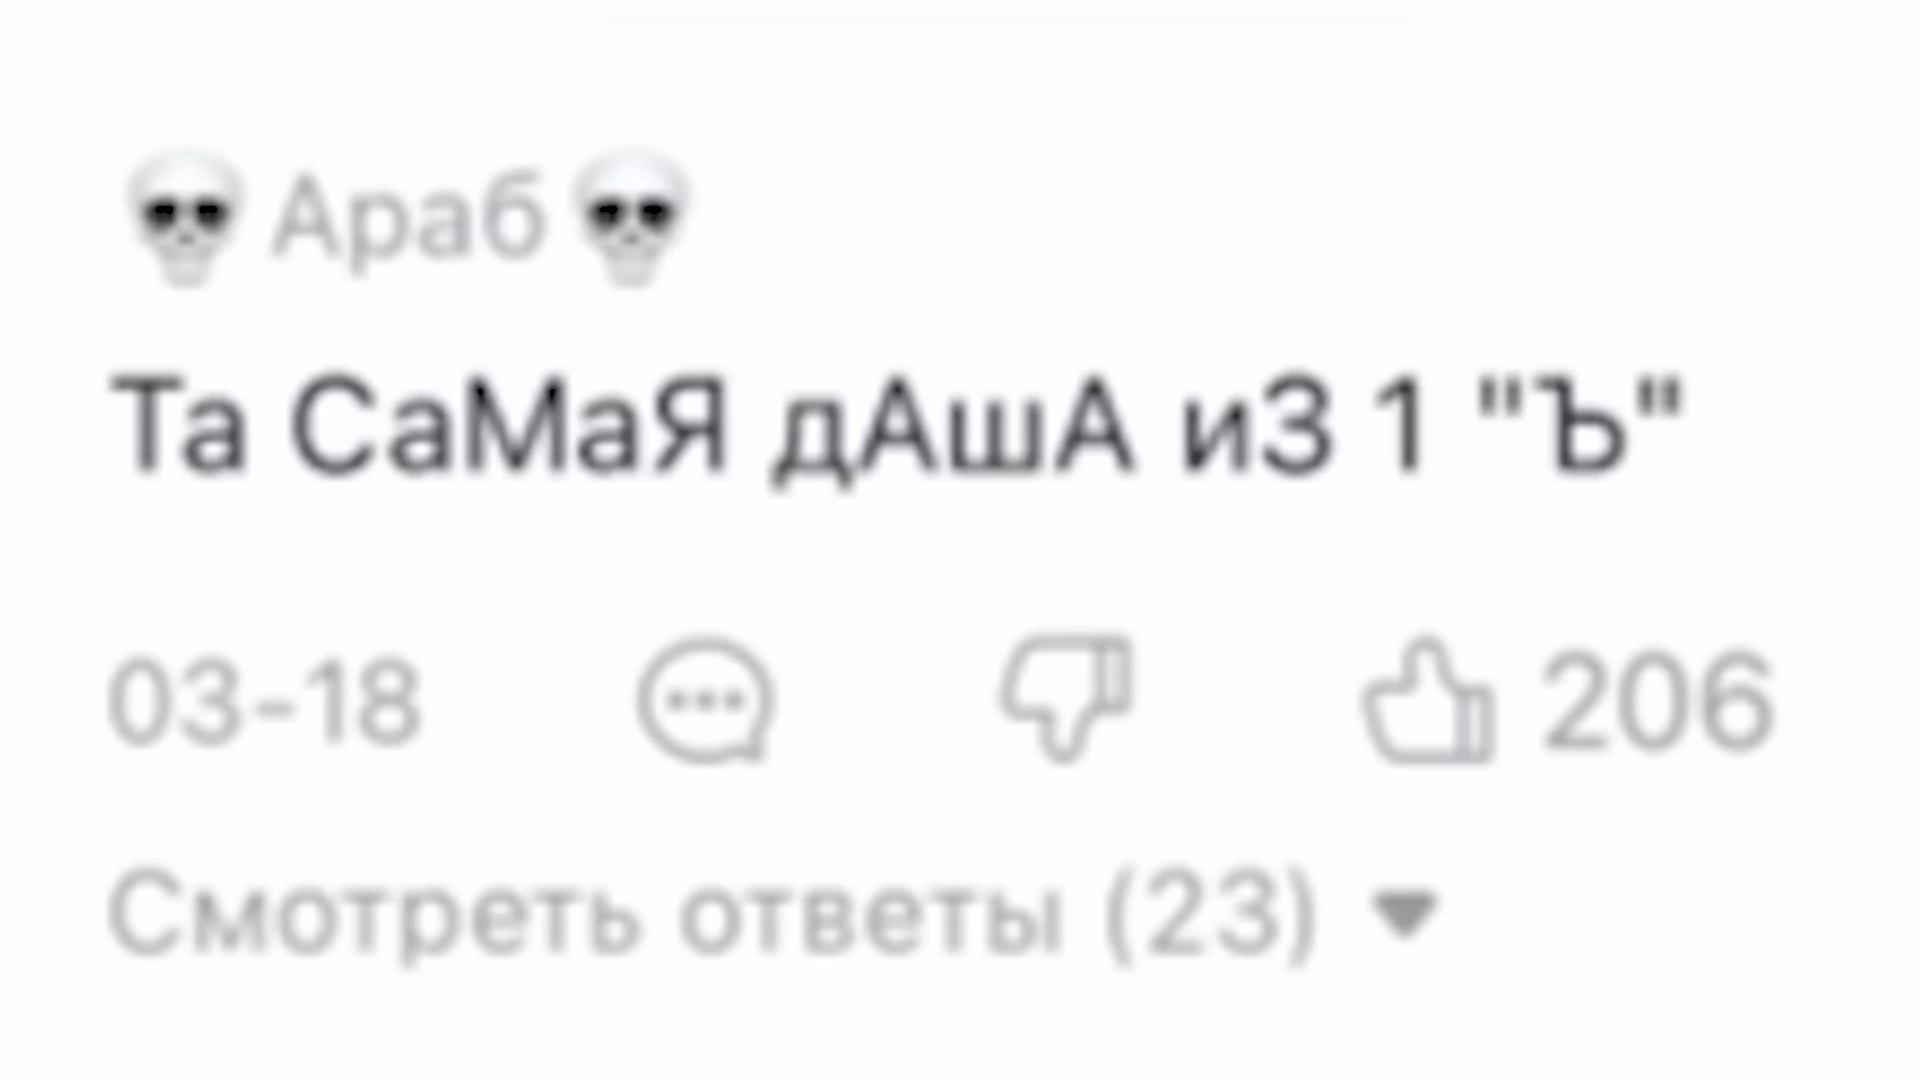 💀Араб💀
Та СаМаЯ дАшА иЗ 1 "Ъ"
03-18 206
Смотреть ответы (23)